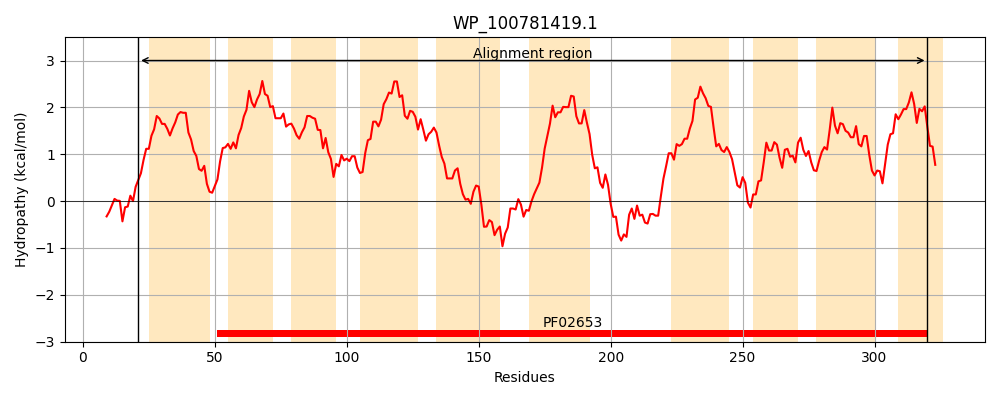 WP_100781419.1
Alignment region
Hydropathy (kcal/mol)
3
2
1
0
−1
−2
−3
PF02653
0 50 100 150 200 250 300
Residues